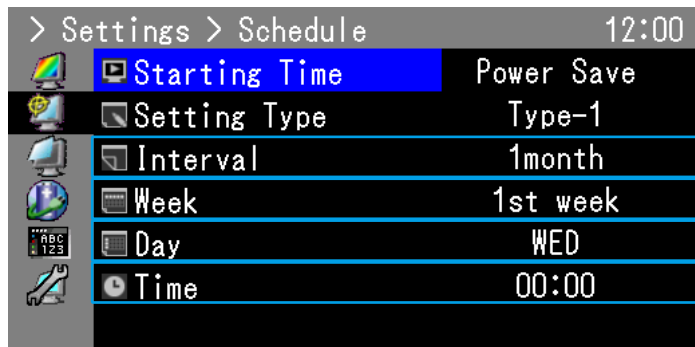 > Settings > Schedule 12:00
Starting Time Power Save
Setting Type Type-1
Interval 1month
Week 1st week
ABC
123
Day WED
Time 00:00